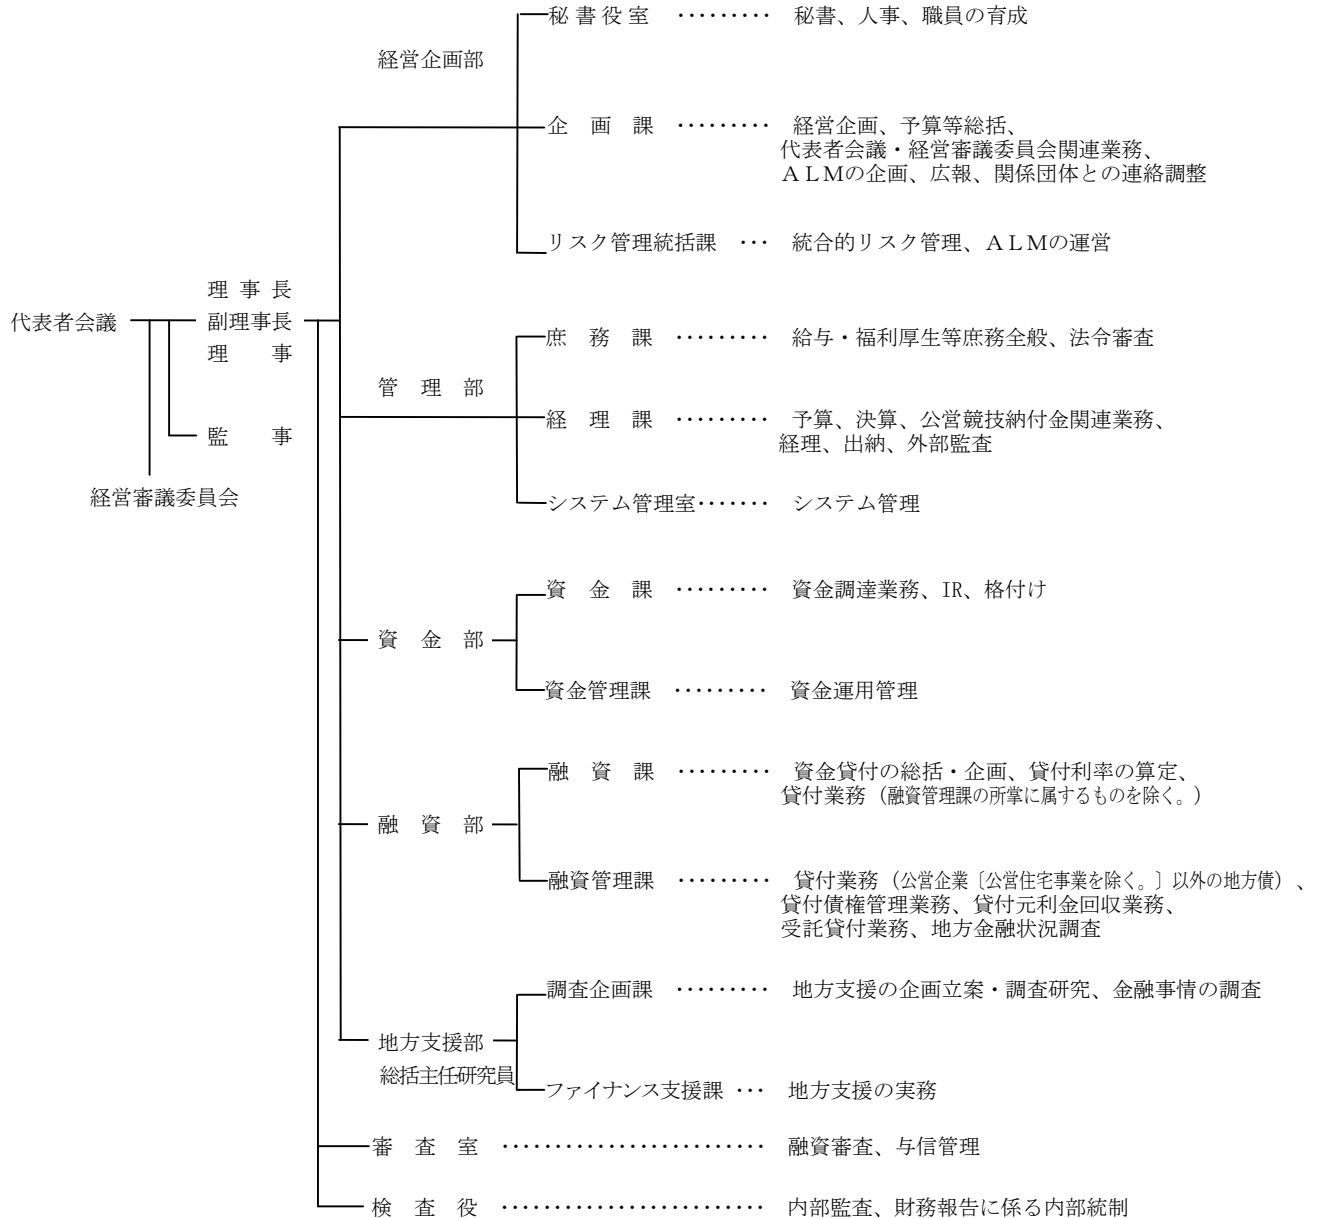 秘書役室 ········· 秘書、人事、職員の育成
経営企画部
企画課 ········· 経営企画、予算等総括、
代表者会議・経営審議委員会関連業務、
ALMの企画、広報、関係団体との連絡調整
リスク管理統括課 ··· 統合的リスク管理、ALMの運営
理事長
代表者会議 副理事長
理事
庶務課 ········· 給与・福利厚生等庶務全般、法令審査
管理部
経理課 ········· 予算、決算、公営競技納付金関連業務、
経理、出納、外部監査
監事
経営審議委員会
システム管理室······· システム管理
資金課 ········· 資金調達業務、IR、格付け
資金部
資金管理課 ········· 資金運用管理
融資課 ········· 資金貸付の総括・企画、貸付利率の算定、
貸付業務（融資管理課の所掌に属するものを除く。）
融資部
融資管理課 ········· 貸付業務（公営企業〔公営住宅事業を除く。〕以外の地方債）、
貸付債権管理業務、貸付元利金回収業務、
受託貸付業務、地方金融状況調査
調査企画課 ········· 地方支援の企画立案・調査研究、金融事情の調査
地方支援部
総括主任研究員
ファイナンス支援課 ··· 地方支援の実務
審査室 ························· 融資審査、与信管理
検査役 ························· 内部監査、財務報告に係る内部統制